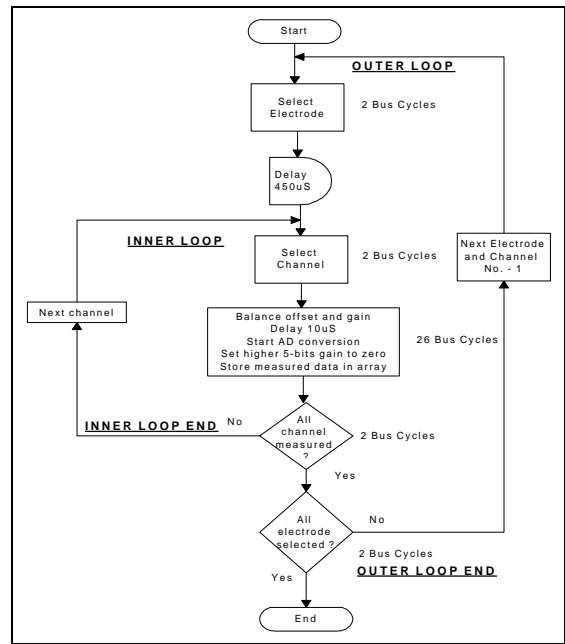 Start
OUTER LOOP
Select
Electrode
2 Bus Cycles
Delay
450uS
INNER LOOP
Select
Channel
2 Bus Cycles
Next Electrode
and Channel
No. - 1
Next channel
Balance offset and gain
Delay 10uS
Start AD conversion
Set higher 5-bits gain to zero
Store measured data in array
26 Bus Cycles
INNER LOOP END
No
All
channel
measured
?
2 Bus Cycles
Yes
All
electrode
selected ?
No
2 Bus Cycles
OUTER LOOP END
Yes
End